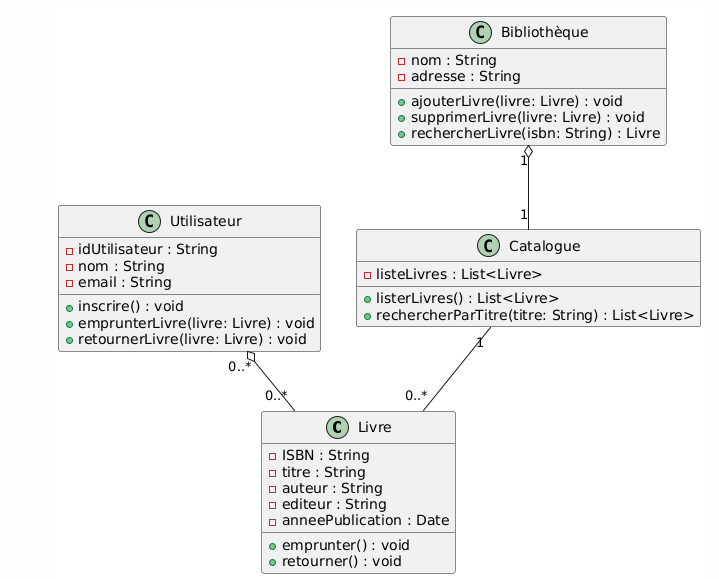 C Bibliothèque
nom : String
adresse : String
ajouterLivre(livre: Livre) : void
supprimerLivre(livre: Livre) : void
rechercherLivre(isbn: String) : Livre
1
1
C Utilisateur
idUtilisateur : String
nom : String
email : String
inscrire() : void
emprunterLivre(livre: Livre) : void
retournerLivre(livre: Livre) : void
C Catalogue
listeLivres : List<Livre>
listerLivres() : List<Livre>
rechercherParTitre(titre: String) : List<Livre>
0..*
0..*
1
0..*
C Livre
ISBN : String
titre : String
auteur : String
editeur : String
anneePublication : Date
emprunter() : void
retourner() : void